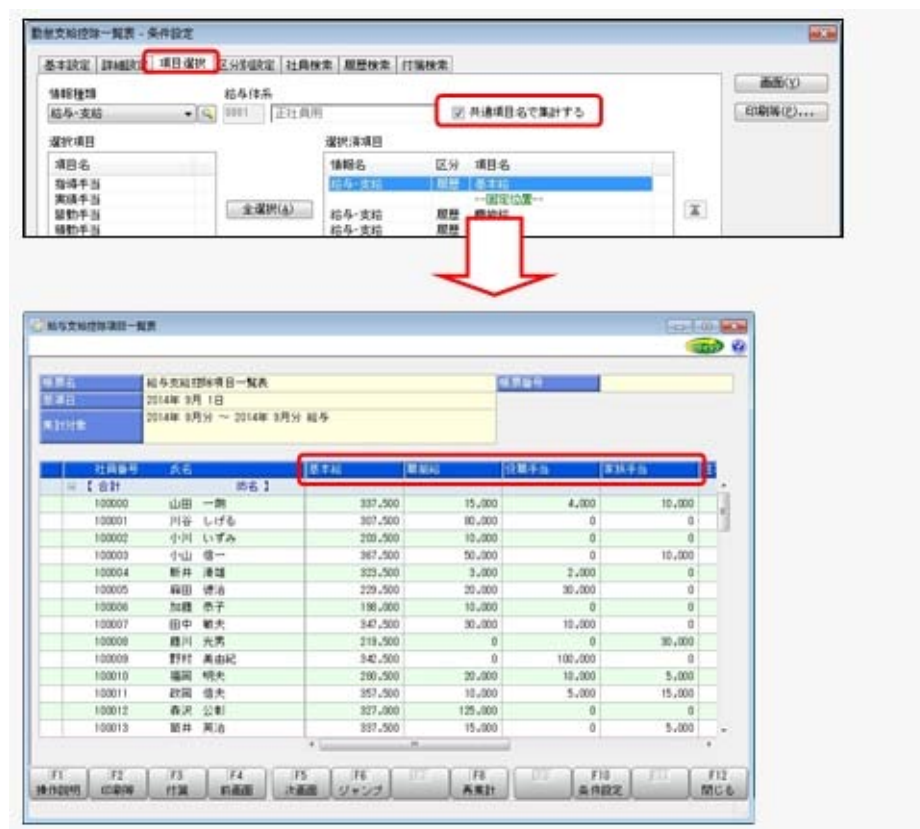 勤怠支給控除一覧表 - 条件設定
基本設定 詳細設定 項目選択 区分別設定 社員検索 履歴検索 付箋検索
画面(V)
情報種類 給与体系
給与・支給 0001 正社員用 共通項目名で集計する 印刷等(P)...
選択項目 選択済項目
項目名 情報名 区分 項目名
指導手当 給与・支給 履歴 基本給
実績手当 --固定位置--
皆勤手当 全選択(A) 給与・支給 履歴 職能給
精勤手当 給与・支給 履歴
給与支給控除項目一覧表
帳票名 給与支給控除項目一覧表 帳票番号
基準日 2014年 9月 1日
集計対象 2014年 9月分 ～ 2014年 9月分 給与
社員番号 氏名 基本給 職能給 役職手当 家族手当
【 合計 名 】
100000 山田 一朗 337,500 15,000 4,000 10,000
100001 川谷 しげる 307,500 80,000 0 0
100002 小川 いずみ 203,500 10,000 0 0
100003 小山 信一 367,500 50,000 0 10,000
100004 新井 323,500 3,000 2,000 0
100005 麻田 徳治 229,500 20,000 30,000 0
100006 加藤 恭子 198,000 10,000 0 0
100007 田中 敏夫 347,500 30,000 10,000 0
100008 藤川 光男 219,500 0 0 30,000
100009 野村 美由紀 342,500 0 100,000 0
100010 福岡 明夫 280,500 20,000 10,000 5,000
100011 政岡 信夫 357,500 10,000 5,000 15,000
100012 森沢 公彰 327,000 125,000 0 0
100013 筒井 英治 337,500 15,000 0 5,000
F1 F2 F3 F4 F5 F6 F7 F8 F9 F10 F11 F12
操作説明 印刷等 付箋 前画面 次画面 ジャンプ 再集計 条件設定 閉じる